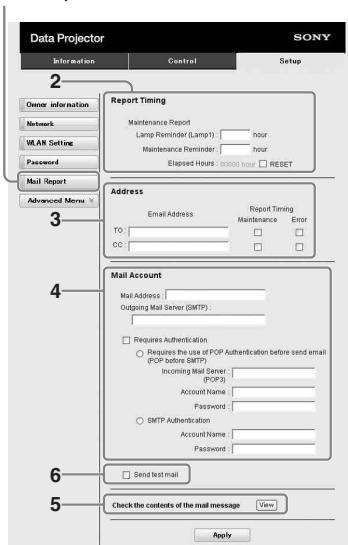 Data Projector SONY
Information Control Setup
2
Owner information
Network
WLAN Setting
Password
Mail Report
Advanced Menu
Report Timing
Maintenance Report
Lamp Reminder (Lamp1) : hour
Maintenance Reminder : hour
Elapsed Hours : 00000 hour RESET
3
Address
Email Address
Report Timing
Maintenance Error
TO :
CC :
4
Mail Account
Mail Address :
Outgoing Mail Server (SMTP) :
Requires Authentication
Requires the use of POP Authentication before send email
(POP before SMTP)
Incoming Mail Server :
(POP3)
Account Name :
Password :
SMTP Authentication
Account Name :
Password :
6
Send test mail
5
Check the contents of the mail message View
Apply